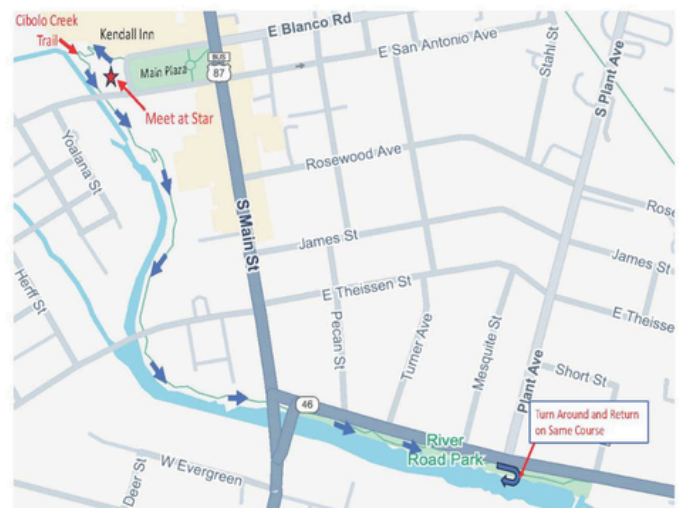 Cibolo Creek
Trail
Kendall Inn
E Blanco Rd
Main Plaza
BUS
87
E San Antonio Ave
Stahl St
S Plant Ave
Meet at Star
Yoalana St
Rosewood Ave
Rose
S Main St
James St
James St
Herff St
E Theissen St
E Theisse
Pecan St
Turner Ave
Mesquite St
Short St
Plant Ave
46
Turn Around and Return
on Same Course
River
Road Park
W Evergreen
Deer St